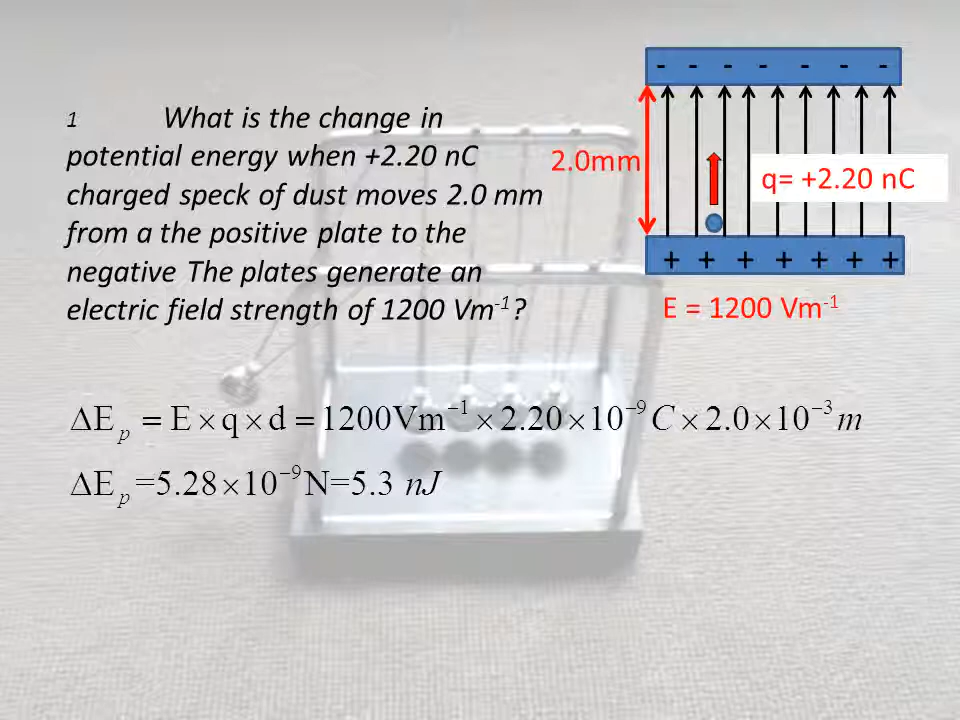 1 What is the change in
potential energy when +2.20 nC
charged speck of dust moves 2.0 mm
from a the positive plate to the
negative The plates generate an
electric field strength of 1200 Vm⁻¹?
- - - - - - -
2.0mm
q= +2.20 nC
+ + + + + + +
E = 1200 Vm⁻¹
ΔE_p = E × q × d = 1200Vm⁻¹ × 2.20 × 10⁻⁹ C × 2.0 × 10⁻³ m
ΔE_p =5.28 × 10⁻⁹ N=5.3 nJ